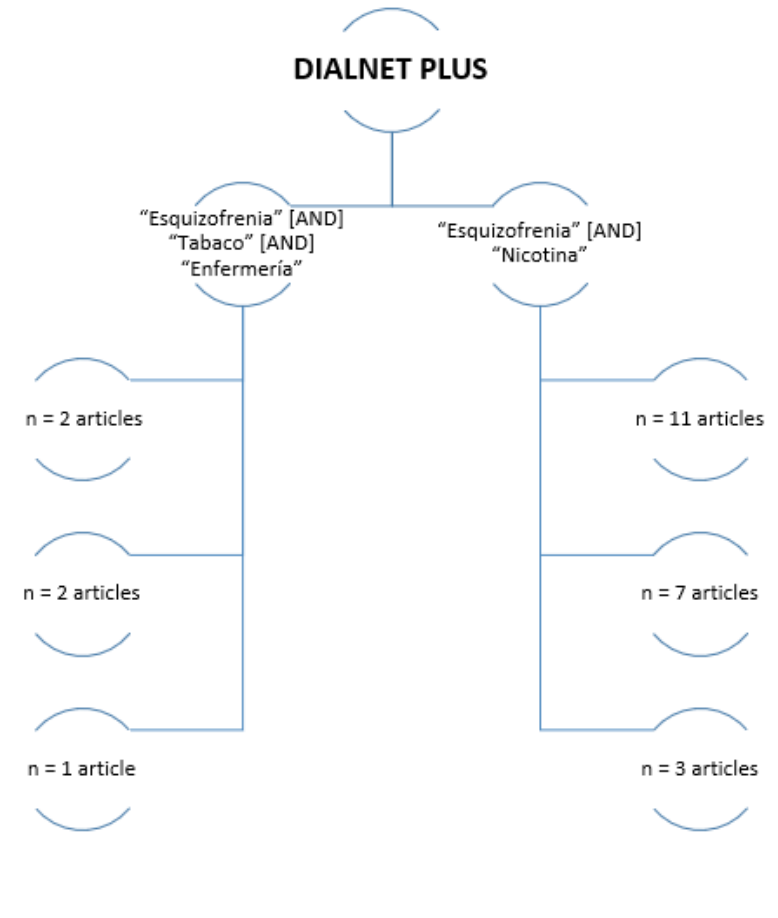 DIALNET PLUS
“Esquizofrenia” [AND]
“Tabaco” [AND]
“Enfermería”
“Esquizofrenia” [AND]
“Nicotina”
n = 2 articles
n = 11 articles
n = 2 articles
n = 7 articles
n = 1 article
n = 3 articles